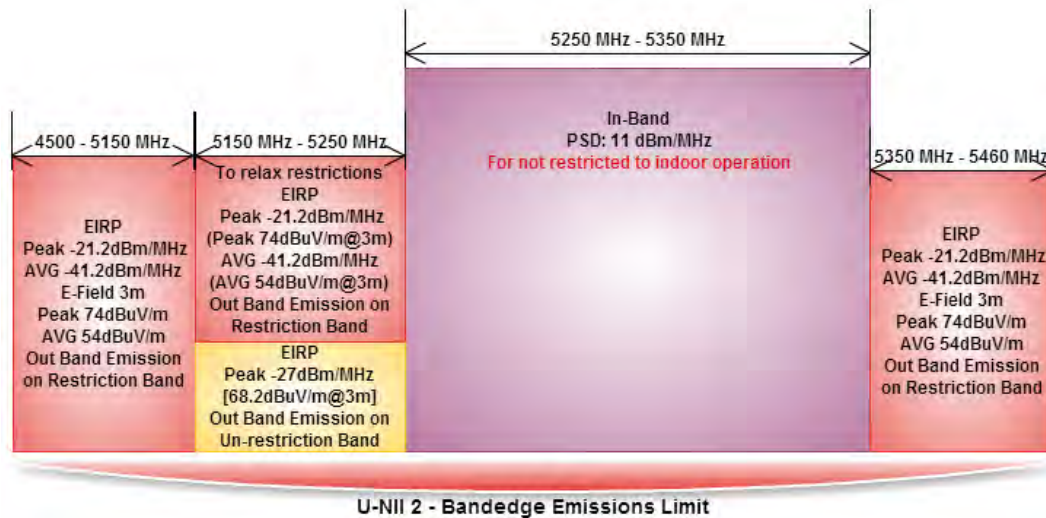 5250 MHz - 5350 MHz
4500 - 5150 MHz
5150 MHz - 5250 MHz
5350 MHz - 5460 MHz
In-Band
PSD: 11 dBm/MHz
For not restricted to indoor operation
EIRP
Peak -21.2dBm/MHz
AVG -41.2dBm/MHz
E-Field 3m
Peak 74dBuV/m
AVG 54dBuV/m
Out Band Emission
on Restriction Band
To relax restrictions
EIRP
Peak -21.2dBm/MHz
(Peak 74dBuV/m@3m)
AVG -41.2dBm/MHz
(AVG 54dBuV/m@3m)
Out Band Emission on
Restriction Band
EIRP
Peak -27dBm/MHz
[68.2dBuV/m@3m]
Out Band Emission on
Un-restriction Band
EIRP
Peak -21.2dBm/MHz
AVG -41.2dBm/MHz
E-Field 3m
Peak 74dBuV/m
AVG 54dBuV/m
Out Band Emission
on Restriction Band
U-NII 2 - Bandedge Emissions Limit